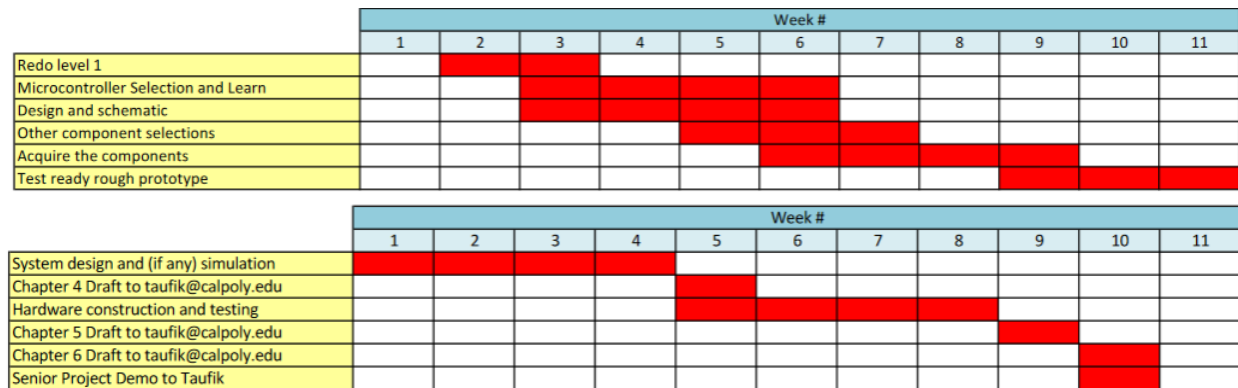 Week #
1 2 3 4 5 6 7 8 9 10 11
Redo level 1
Microcontroller Selection and Learn
Design and schematic
Other component selections
Acquire the components
Test ready rough prototype
Week #
1 2 3 4 5 6 7 8 9 10 11
System design and (if any) simulation
Chapter 4 Draft to taufik@calpoly.edu
Hardware construction and testing
Chapter 5 Draft to taufik@calpoly.edu
Chapter 6 Draft to taufik@calpoly.edu
Senior Project Demo to Taufik